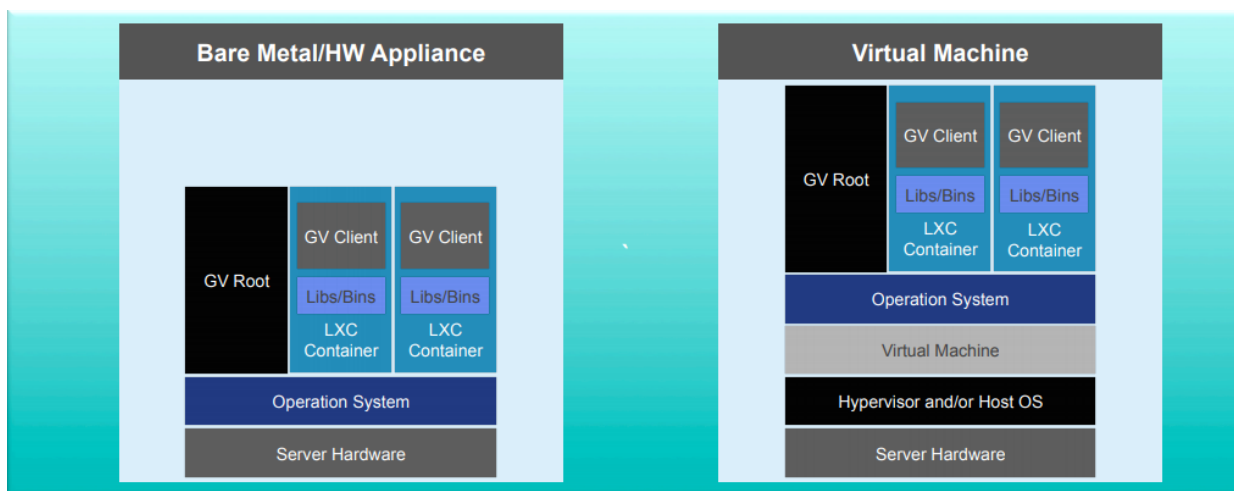 Bare Metal/HW Appliance
GV Root
GV Client
Libs/Bins
LXC
Container
GV Client
Libs/Bins
LXC
Container
Operation System
Server Hardware
`
Virtual Machine
GV Root
GV Client
Libs/Bins
LXC
Container
GV Client
Libs/Bins
LXC
Container
Operation System
Virtual Machine
Hypervisor and/or Host OS
Server Hardware